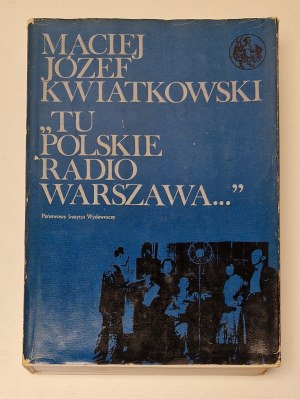 MACIEJ
JÓZEF
KWIATKOWSKI
„TU
POLSKIE
RADIO
WARSZAWA..."
Państwowy Instytut Wydawniczy